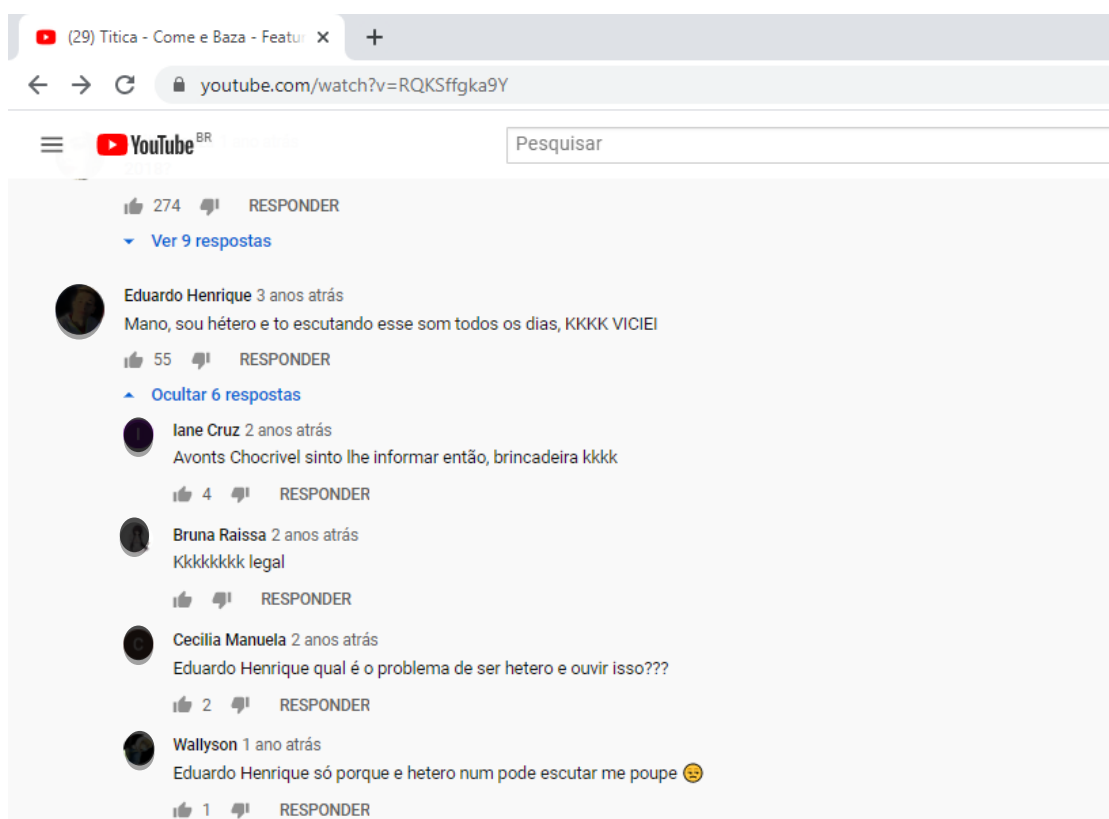 (29) Titica - Come e Baza - Featur
youtube.com/watch?v=RQKSffgka9Y
YouTube BR
Pesquisar
274 RESPONDER
Ver 9 respostas
Eduardo Henrique 3 anos atrás
Mano, sou hétero e to escutando esse som todos os dias, KKKK VICIEI
55 RESPONDER
Ocultar 6 respostas
Iane Cruz 2 anos atrás
Avonts Chocrivel sinto lhe informar então, brincadeira kkkk
4 RESPONDER
Bruna Raissa 2 anos atrás
Kkkkkkkk legal
RESPONDER
Cecilia Manuela 2 anos atrás
Eduardo Henrique qual é o problema de ser hetero e ouvir isso???
2 RESPONDER
Wallyson 1 ano atrás
Eduardo Henrique só porque e hetero num pode escutar me poupe 😒
1 RESPONDER